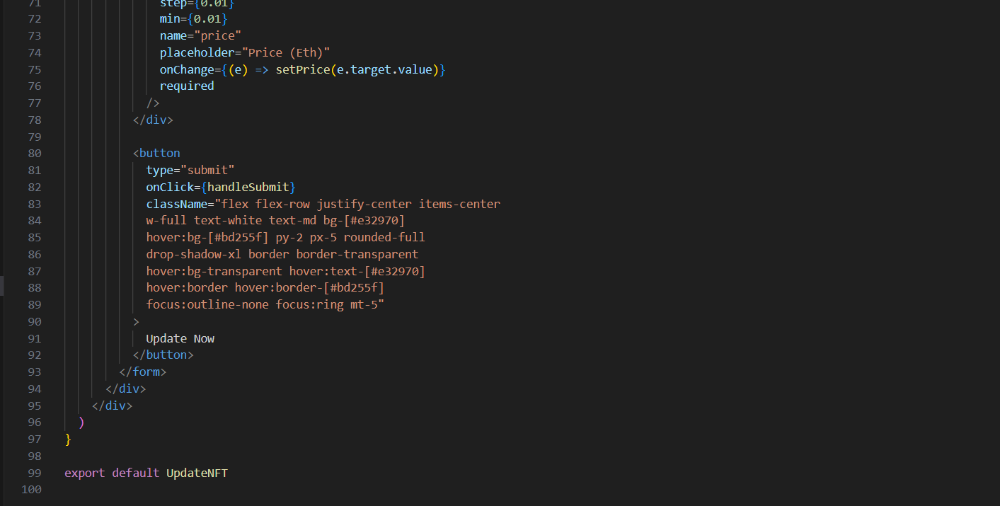 71 step={0.01}
72 min={0.01}
73 name="price"
74 placeholder="Price (Eth)"
75 onChange={(e) => setPrice(e.target.value)}
76 required
77 />
78 </div>
79
80 <button
81 type="submit"
82 onClick={handleSubmit}
83 className="flex flex-row justify-center items-center
84 w-full text-white text-md bg-[#e32970]
85 hover:bg-[#bd255f] py-2 px-5 rounded-full
86 drop-shadow-xl border border-transparent
87 hover:bg-transparent hover:text-[#e32970]
88 hover:border hover:border-[#bd255f]
89 focus:outline-none focus:ring mt-5"
90 >
91 Update Now
92 </button>
93 </form>
94 </div>
95 </div>
96 )
97 }
98
99 export default UpdateNFT
100